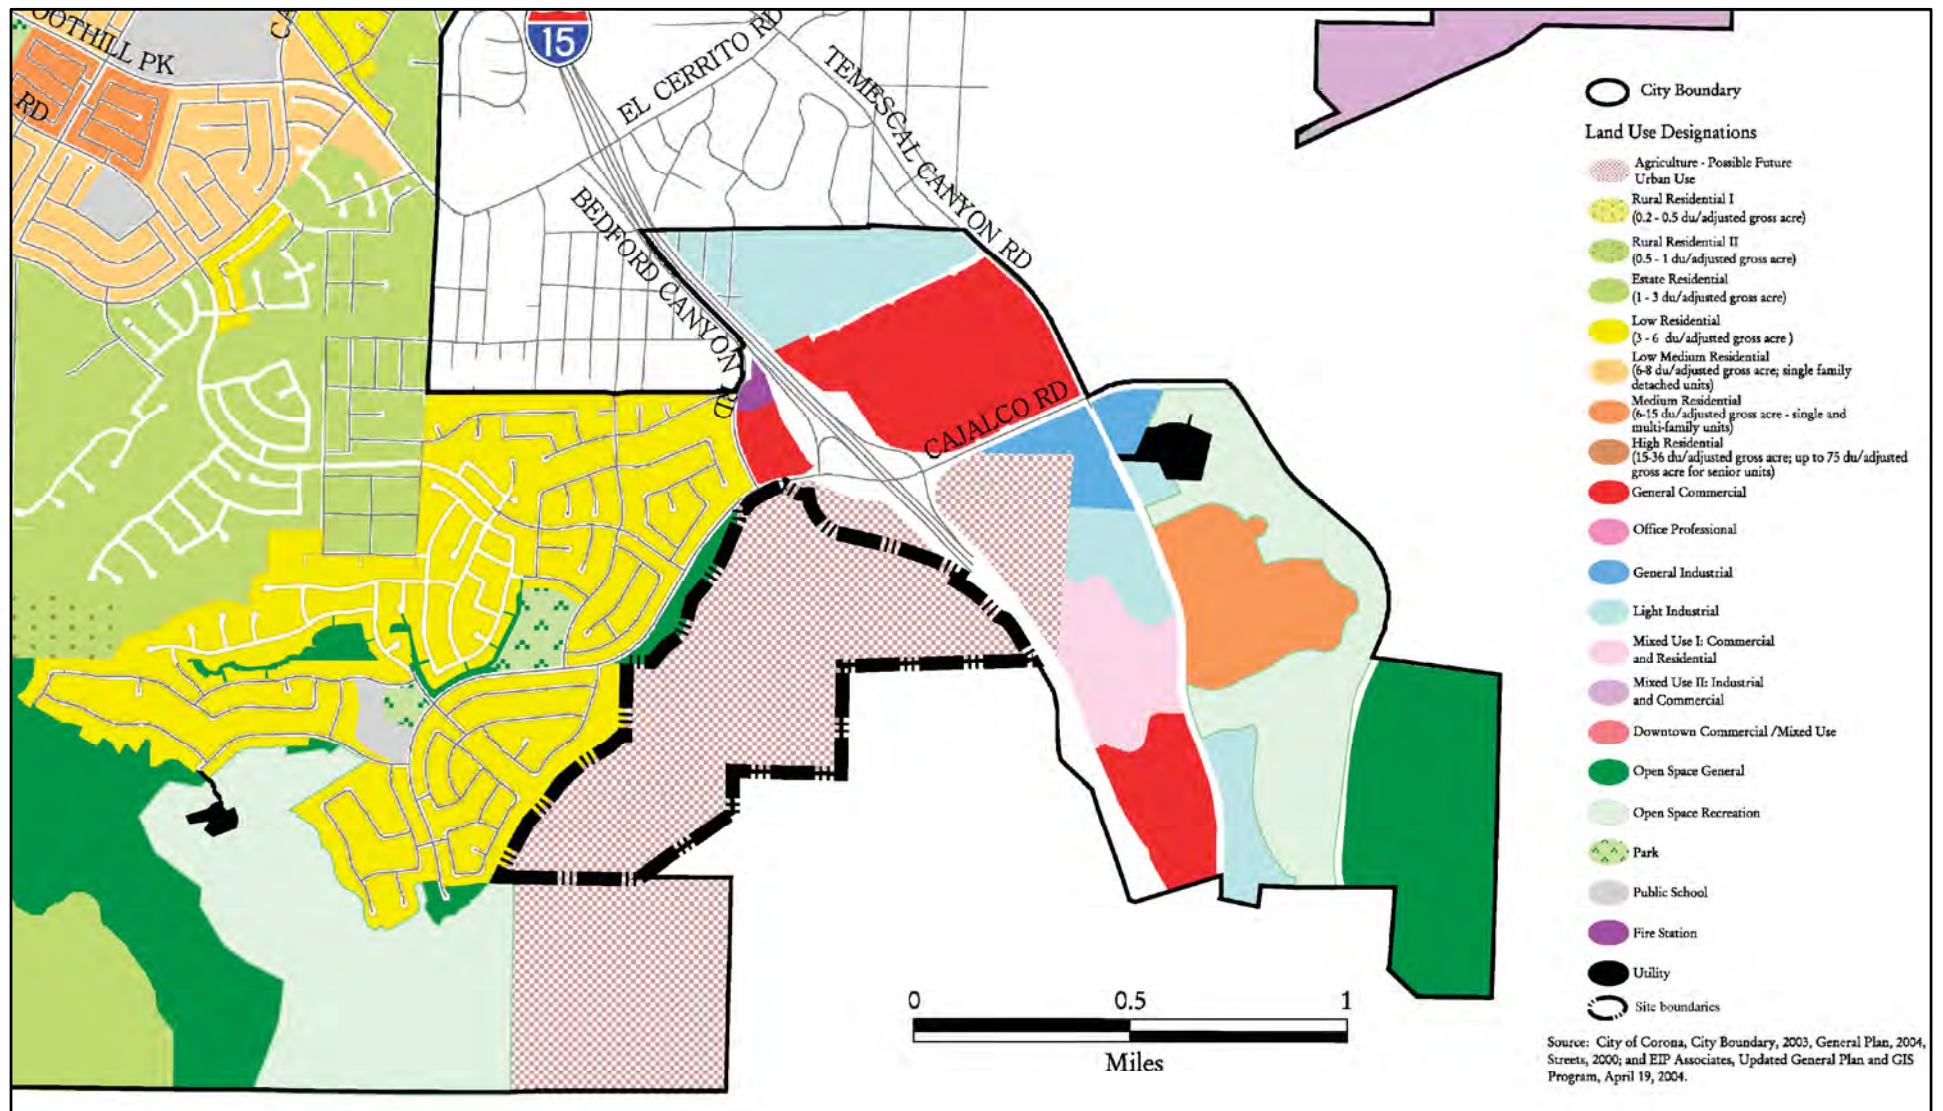 OOTHILL PK
RD
15
EL CERRITO RD
TEMESCAL CANYON RD
BEDFORD CANYON RD
CAJALCO RD
City Boundary
Land Use Designations
Agriculture - Possible Future
Urban Use
Rural Residential I
(0.2 - 0.5 du/adjusted gross acre)
Rural Residential II
(0.5 - 1 du/adjusted gross acre)
Estate Residential
(1 - 3 du/adjusted gross acre)
Low Residential
(3 - 6 du/adjusted gross acre )
Low Medium Residential
(6-8 du/adjusted gross acre; single family
detached units)
Medium Residential
(6-15 du/adjusted gross acre - single and
multi-family units)
High Residential
(15-36 du/adjusted gross acre; up to 75 du/adjusted
gross acre for senior units)
General Commercial
Office Professional
General Industrial
Light Industrial
Mixed Use I: Commercial
and Residential
Mixed Use II: Industrial
and Commercial
Downtown Commercial /Mixed Use
Open Space General
Open Space Recreation
Park
Public School
Fire Station
Utility
Site boundaries
0 0.5 1
Miles
Source: City of Corona, City Boundary, 2003, General Plan, 2004,
Streets, 2000; and EIP Associates, Updated General Plan and GIS
Program, April 19, 2004.